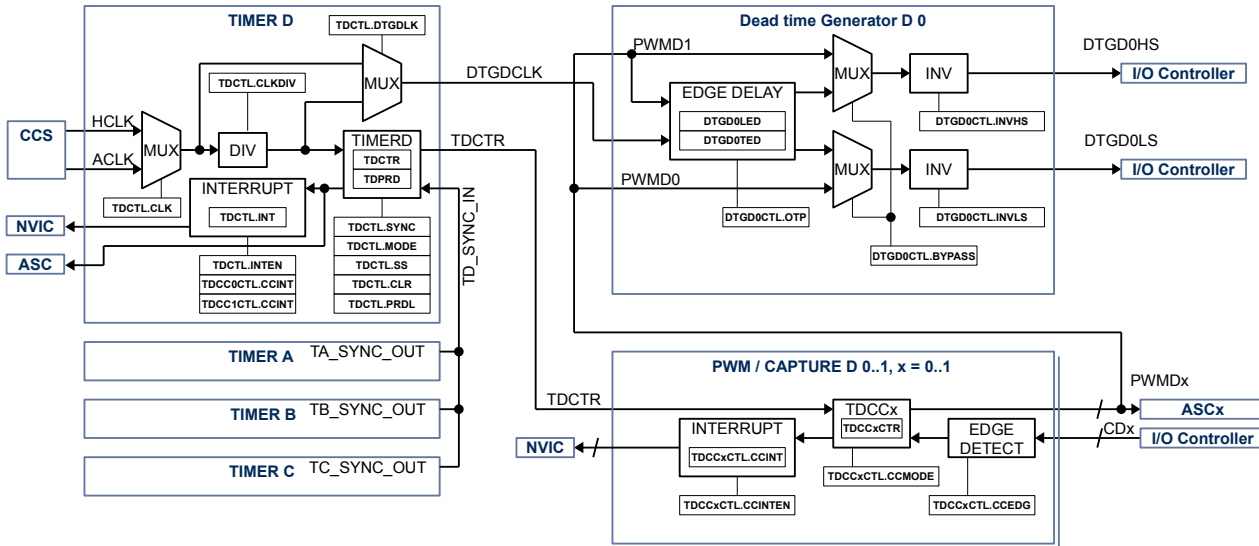 TIMER D
TDCTL.DTGDLK
MUX
DTGDCLK
TDCTL.CLKDIV
CCS
HCLK
ACLK
MUX
DIV
TIMERD
TDCTR
TDPRD
TDCTR
INTERRUPT
TDCTL.INT
TDCTL.CLK
NVIC
ASC
TDCTL.INTEN
TDCC0CTL.CCINT
TDCC1CTL.CCINT
TDCTL.SYNC
TDCTL.MODE
TDCTL.SS
TDCTL.CLR
TDCTL.PRDL
TD_SYNC_IN
TIMER A
TA_SYNC_OUT
TIMER B
TB_SYNC_OUT
TIMER C
TC_SYNC_OUT
Dead time Generator D 0
PWMD1
MUX
INV
DTGD0HS
I/O Controller
EDGE DELAY
DTGD0LED
DTGD0TED
DTGD0CTL.INVHS
PWMD0
MUX
INV
DTGD0LS
I/O Controller
DTGD0CTL.OTP
DTGD0CTL.INVLS
DTGD0CTL.BYPASS
PWM / CAPTURE D 0..1, x = 0..1
TDCTR
TDCCx
TDCCxCTR
PWMDx
ASCx
NVIC
INTERRUPT
TDCCxCTL.CCINT
EDGE
DETECT
CDx
I/O Controller
TDCCxCTL.CCMODE
TDCCxCTL.CCINTEN
TDCCxCTL.CCEDG